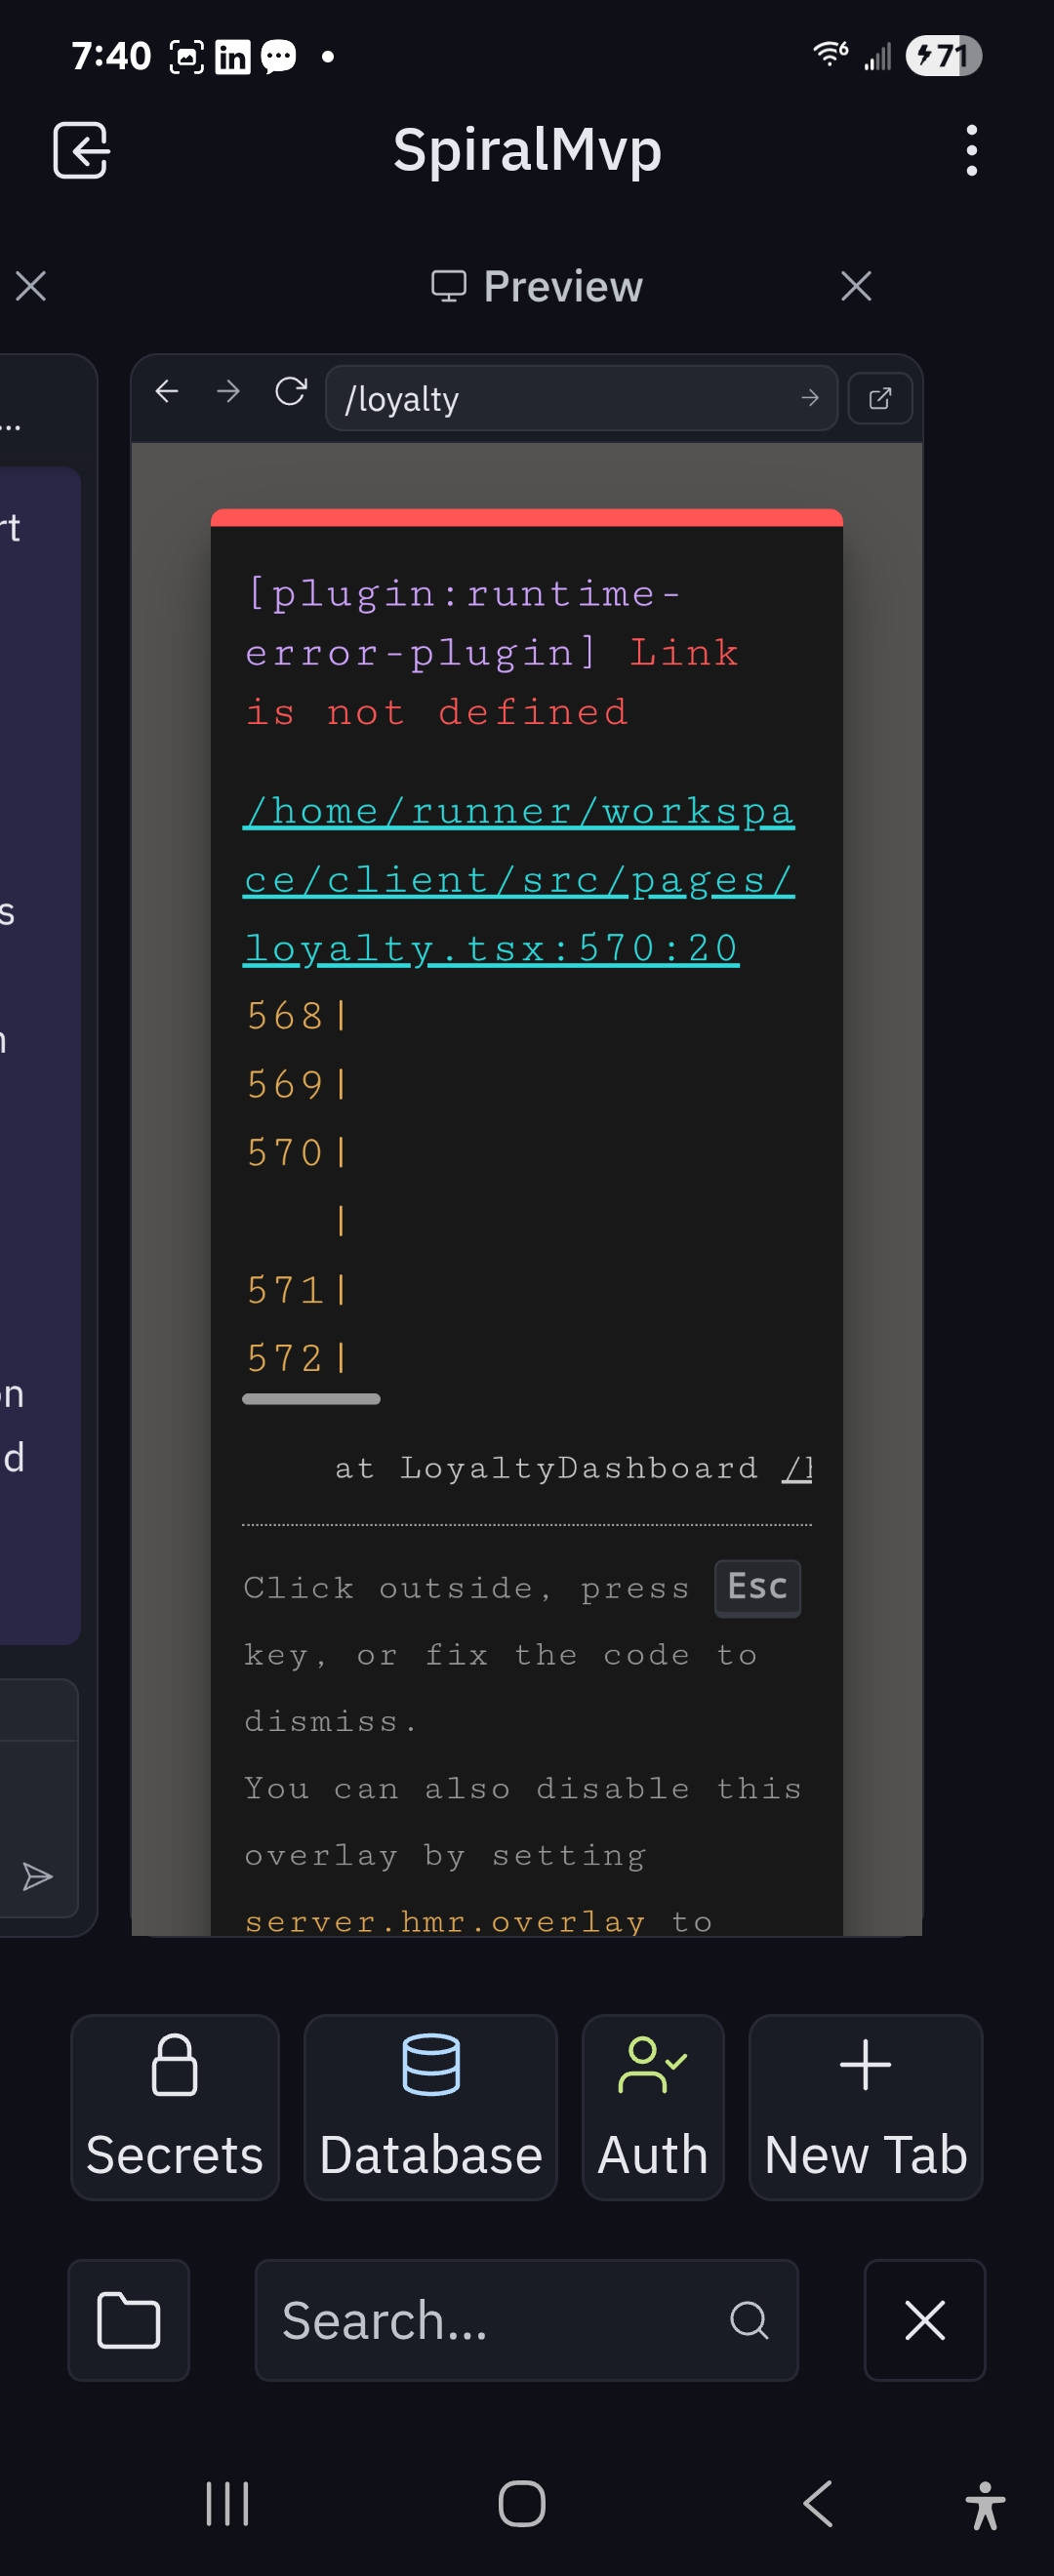 7:40
6
71
SpiralMvp
Preview
/loyalty
...
rt
s
n
on
d
[plugin:runtime-
error-plugin] Link
is not defined
/home/runner/workspa
ce/client/src/pages/
loyalty.tsx:570:20
568|
569|
570|
|
571|
572|
at LoyaltyDashboard /
Click outside, press Esc
key, or fix the code to
dismiss.
You can also disable this
overlay by setting
server.hmr.overlay to
Secrets
Database
Auth
New Tab
Search...